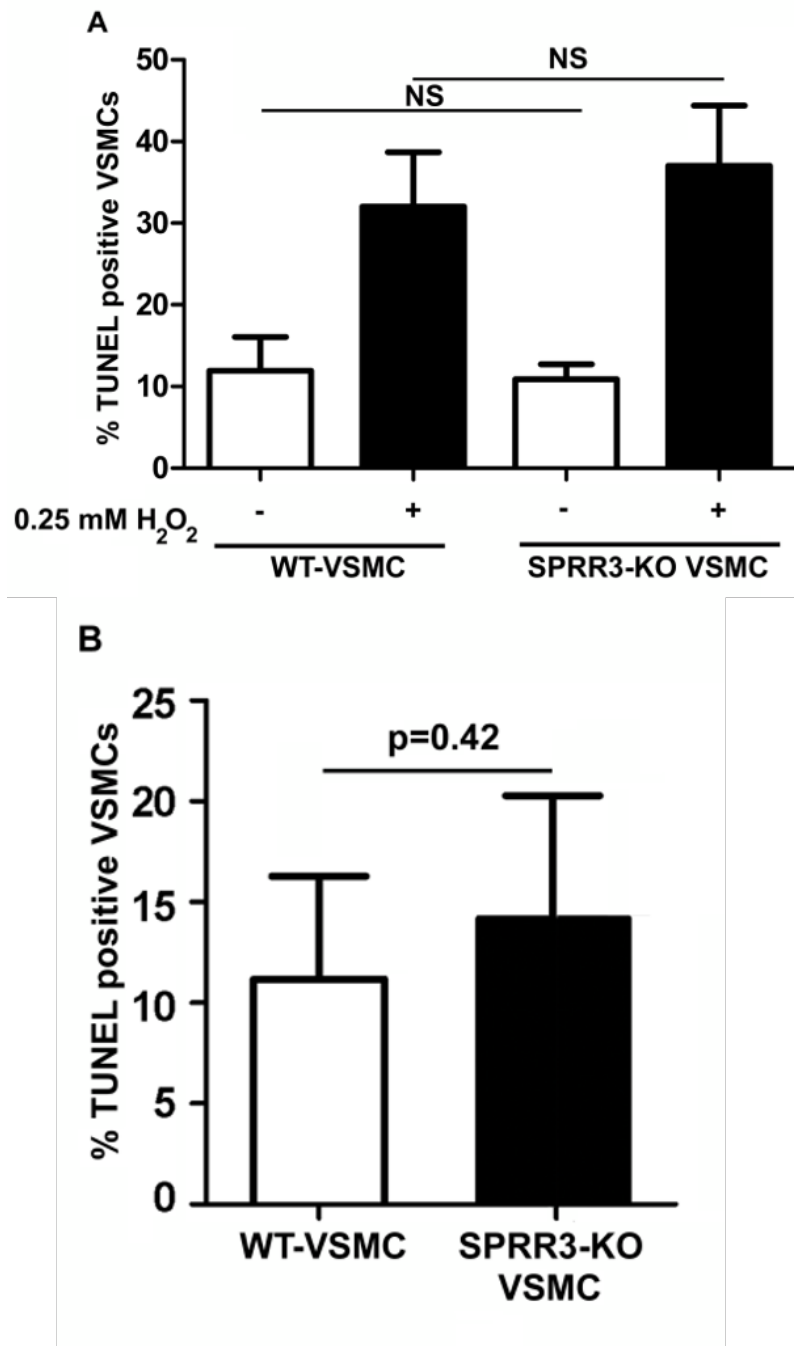 A
50
40
30
20
10
0
% TUNEL positive VSMCs
NS
NS
0.25 mM H₂O₂ - + - +
WT-VSMC SPRR3-KO VSMC
B
25
20
15
10
5
0
% TUNEL positive VSMCs
p=0.42
WT-VSMC SPRR3-KO
VSMC